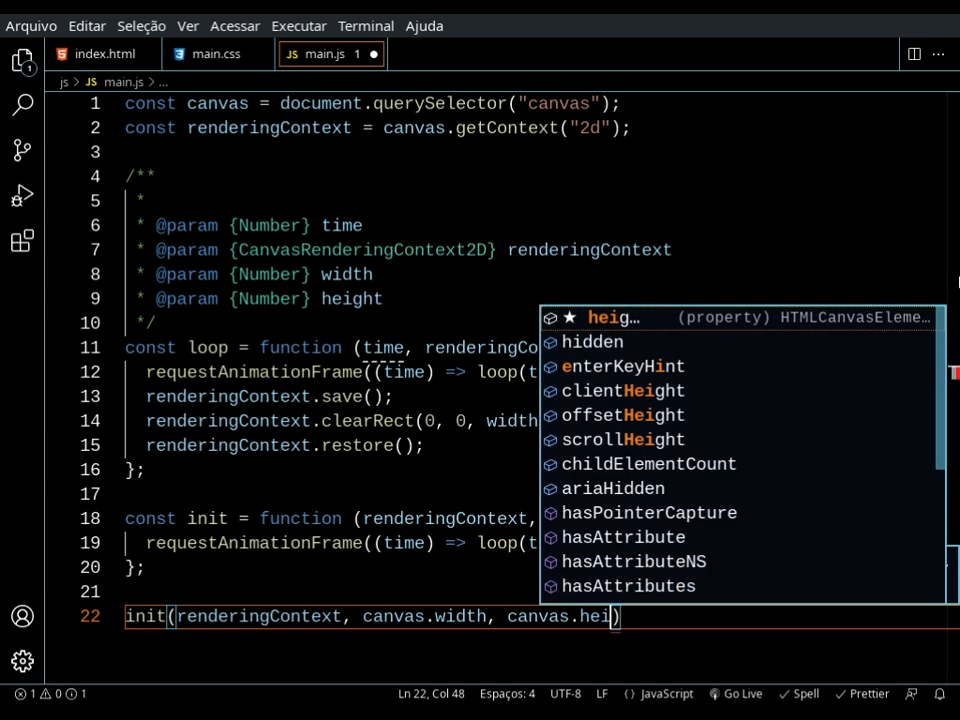 Arquivo Editar Seleção Ver Acessar Executar Terminal Ajuda
index.html main.css JS main.js 1
js > JS main.js > ...
1 const canvas = document.querySelector("canvas");
2 const renderingContext = canvas.getContext("2d");
3
4 /**
5 *
6 * @param {Number} time
7 * @param {CanvasRenderingContext2D} renderingContext
8 * @param {Number} width
9 * @param {Number} height
10 */
11 const loop = function (time, renderingCo
12 requestAnimationFrame((time) => loop(t
13 renderingContext.save();
14 renderingContext.clearRect(0, 0, width
15 renderingContext.restore();
16 };
17
18 const init = function (renderingContext,
19 requestAnimationFrame((time) => loop(t
20 };
21
22 init(renderingContext, canvas.width, canvas.hei)
★ heig… (property) HTMLCanvasEleme…
hidden
enterKeyHint
clientHeight
offsetHeight
scrollHeight
childElementCount
ariaHidden
hasPointerCapture
hasAttribute
hasAttributeNS
hasAttributes
1 0 1 Ln 22, Col 48 Espaços: 4 UTF-8 LF {} JavaScript Go Live Spell Prettier